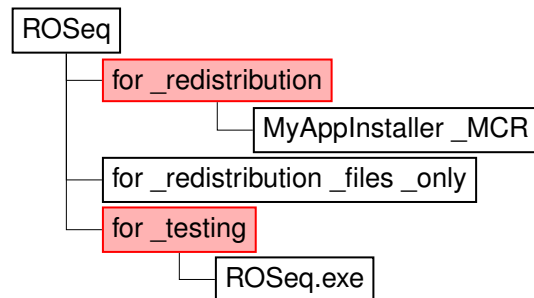 ROSeq
for _redistribution
MyAppInstaller _MCR
for _redistribution _files _only
for _testing
ROSeq.exe